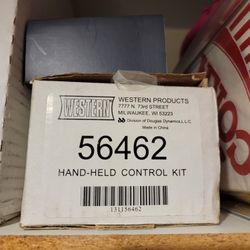 WESTERN
WESTERN PRODUCTS
7777 N. 73rd STREET
MILWAUKEE, WI 53223
Division of Douglas Dynamics, L.L.C
Made in China
56462
HAND-HELD CONTROL KIT
131156462